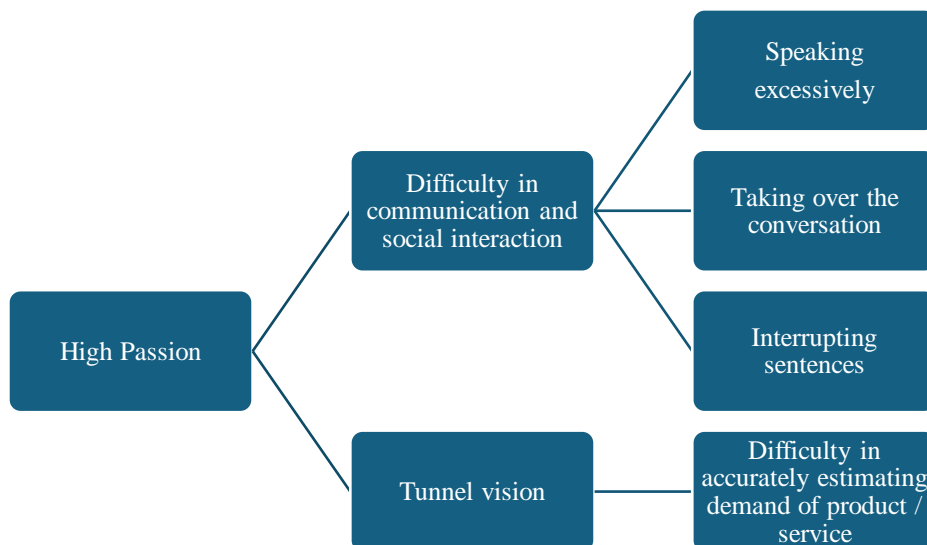 High Passion
Difficulty in
communication and
social interaction
Speaking
excessively
Taking over the
conversation
Interrupting
sentences
Tunnel vision
Difficulty in
accurately estimating
demand of product /
service